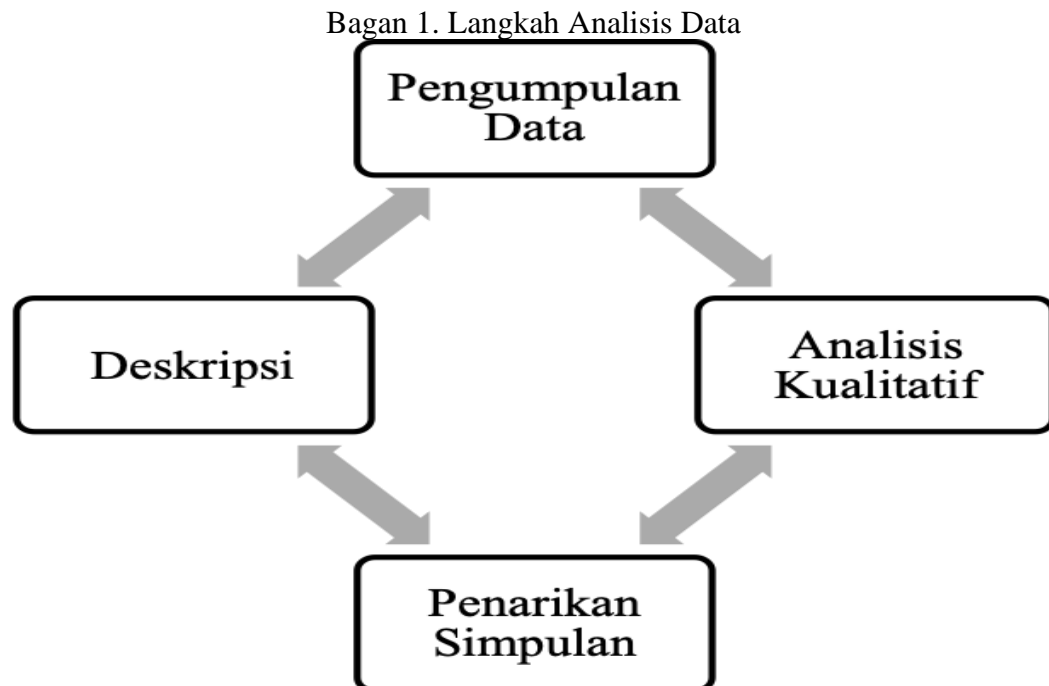 Bagan 1. Langkah Analisis Data
Pengumpulan
Data
Deskripsi
Analisis
Kualitatif
Penarikan
Simpulan